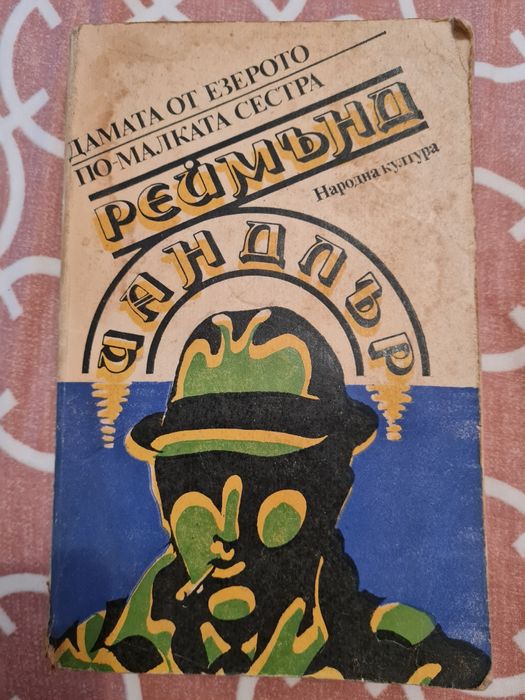 ДАМАТА ОТ ЕЗЕРОТО
ПО-МАЛКАТА СЕСТРА
РЕЙМЪНД
Народна култура
ЧАНДЛЪР